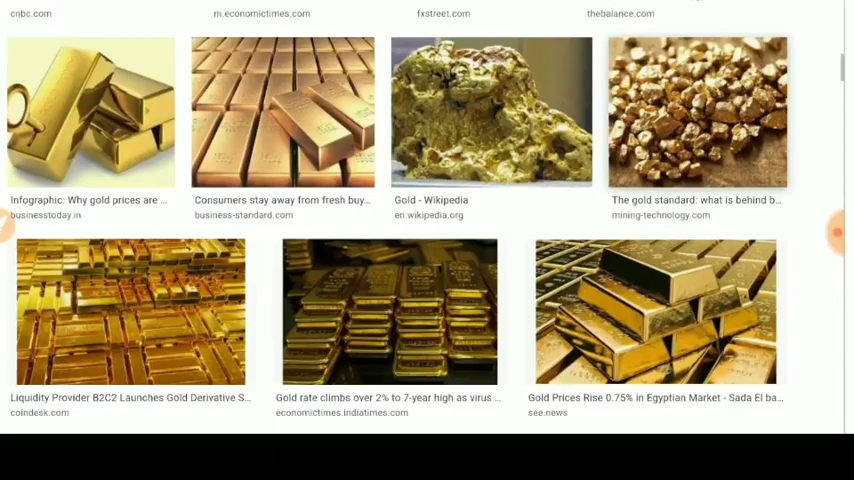 cnbc.com
m.economictimes.com
fxstreet.com
thebalance.com
Infographic: Why gold prices are ...
Consumers stay away from fresh buy...
Gold - Wikipedia
The gold standard: what is behind b...
businesstoday.in
business-standard.com
en.wikipedia.org
mining-technology.com
Liquidity Provider B2C2 Launches Gold Derivative S...
Gold rate climbs over 2% to 7-year high as virus ...
Gold Prices Rise 0.75% in Egyptian Market - Sada El ba...
coindesk.com
economictimes.indiatimes.com
see.news